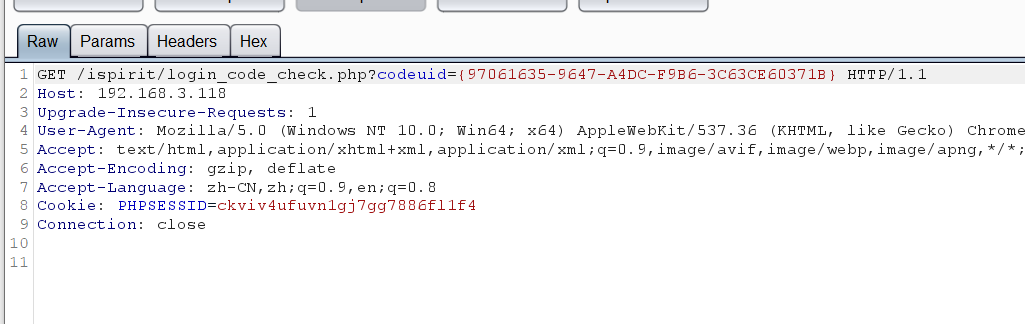 Raw Params Headers Hex
1 GET /ispirit/login_code_check.php?codeuid={97061635-9647-A4DC-F9B6-3C63CE60371B} HTTP/1.1
2 Host: 192.168.3.118
3 Upgrade-Insecure-Requests: 1
4 User-Agent: Mozilla/5.0 (Windows NT 10.0; Win64; x64) AppleWebKit/537.36 (KHTML, like Gecko) Chrome
5 Accept: text/html,application/xhtml+xml,application/xml;q=0.9,image/avif,image/webp,image/apng,*/*;
6 Accept-Encoding: gzip, deflate
7 Accept-Language: zh-CN,zh;q=0.9,en;q=0.8
8 Cookie: PHPSESSID=ckviv4ufuvn1gj7gg7886fl1f4
9 Connection: close
10
11